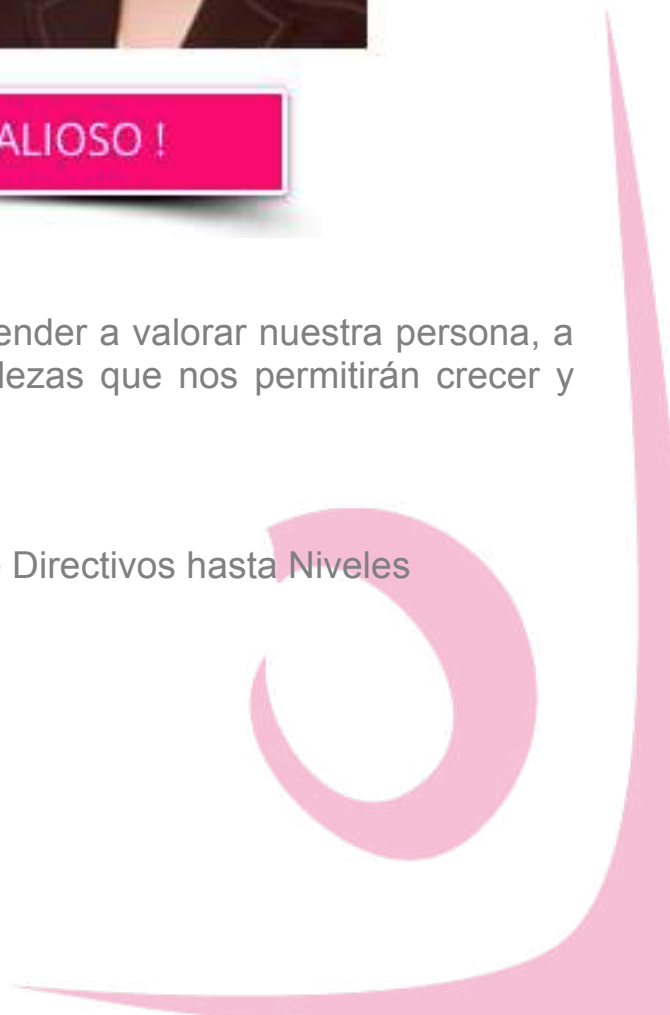 ALIOSO !
ender a valorar nuestra persona, a
lezas que nos permitirán crecer y
Directivos hasta Niveles